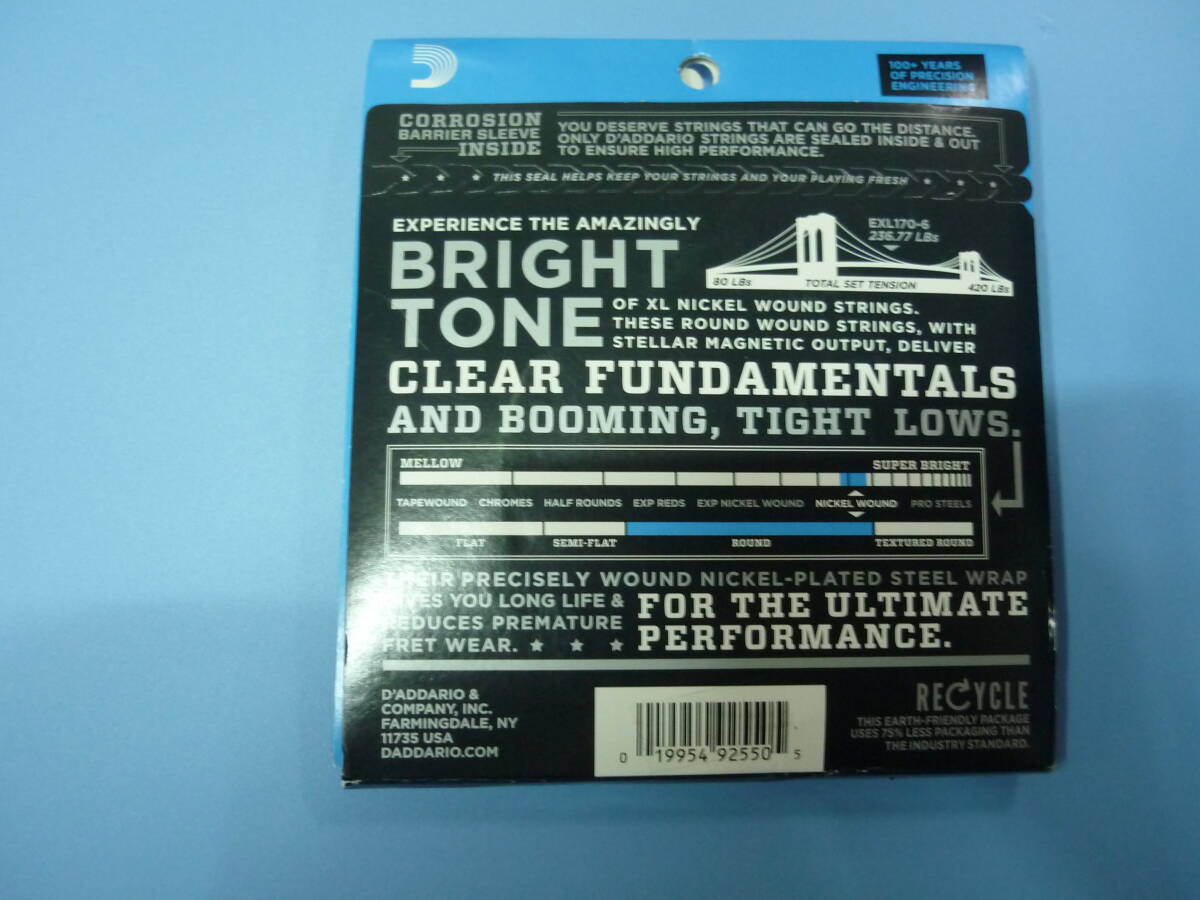 100+ YEARS
OF PRECISION
ENGINEERING
CORROSION
BARRIER SLEEVE
INSIDE
YOU DESERVE STRINGS THAT CAN GO THE DISTANCE.
ONLY D'ADDARIO STRINGS ARE SEALED INSIDE & OUT
TO ENSURE HIGH PERFORMANCE.
THIS SEAL HELPS KEEP YOUR STRINGS AND YOUR PLAYING FRESH
EXPERIENCE THE AMAZINGLY
BRIGHT
TONE
EXL170-6
236.77 LBs
80 LBs
TOTAL SET TENSION
420 LBs
OF XL NICKEL WOUND STRINGS.
THESE ROUND WOUND STRINGS, WITH
STELLAR MAGNETIC OUTPUT, DELIVER
CLEAR FUNDAMENTALS
AND BOOMING, TIGHT LOWS.
MELLOW SUPER BRIGHT
TAPEWOUND CHROMES HALF ROUNDS EXP REDS EXP NICKEL WOUND NICKEL WOUND PRO STEELS
FLAT SEMI-FLAT ROUND TEXTURED ROUND
THEIR PRECISELY WOUND NICKEL-PLATED STEEL WRAP
GIVES YOU LONG LIFE &
REDUCES PREMATURE
FRET WEAR.
FOR THE ULTIMATE
PERFORMANCE.
D'ADDARIO &
COMPANY, INC.
FARMINGDALE, NY
11735 USA
DADDARIO.COM
0 19954 92550 5
RECYCLE
THIS EARTH-FRIENDLY PACKAGE
USES 75% LESS PACKAGING THAN
THE INDUSTRY STANDARD.